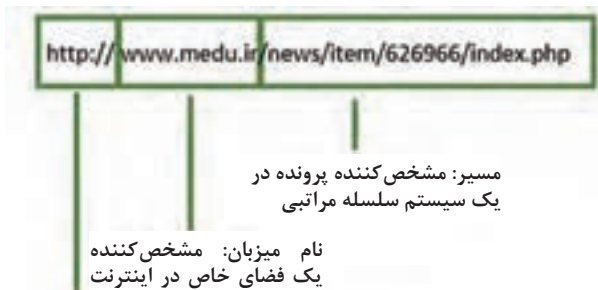 http://www.medu.ir/news/item/626966/index.php
مسیر: مشخص‌کننده پرونده در
یک سیستم سلسله مراتبی
نام میزبان: مشخص‌کننده
یک فضای خاص در اینترنت